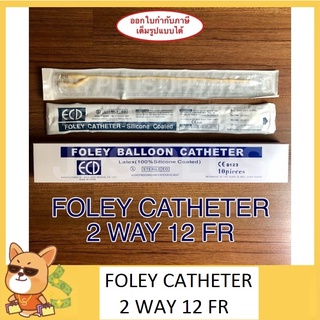 ออกใบกำกับภาษี
เต็มรูปแบบได้
ECD
FOLEY CATHETER - Silicone Coated
FOLEY BALLOON CATHETER
ECD
Latex(100%Silicone Coated)
CE 0123
10pieces
FOLEY CATHETER
2 WAY 12 FR
FOLEY CATHETER
2 WAY 12 FR